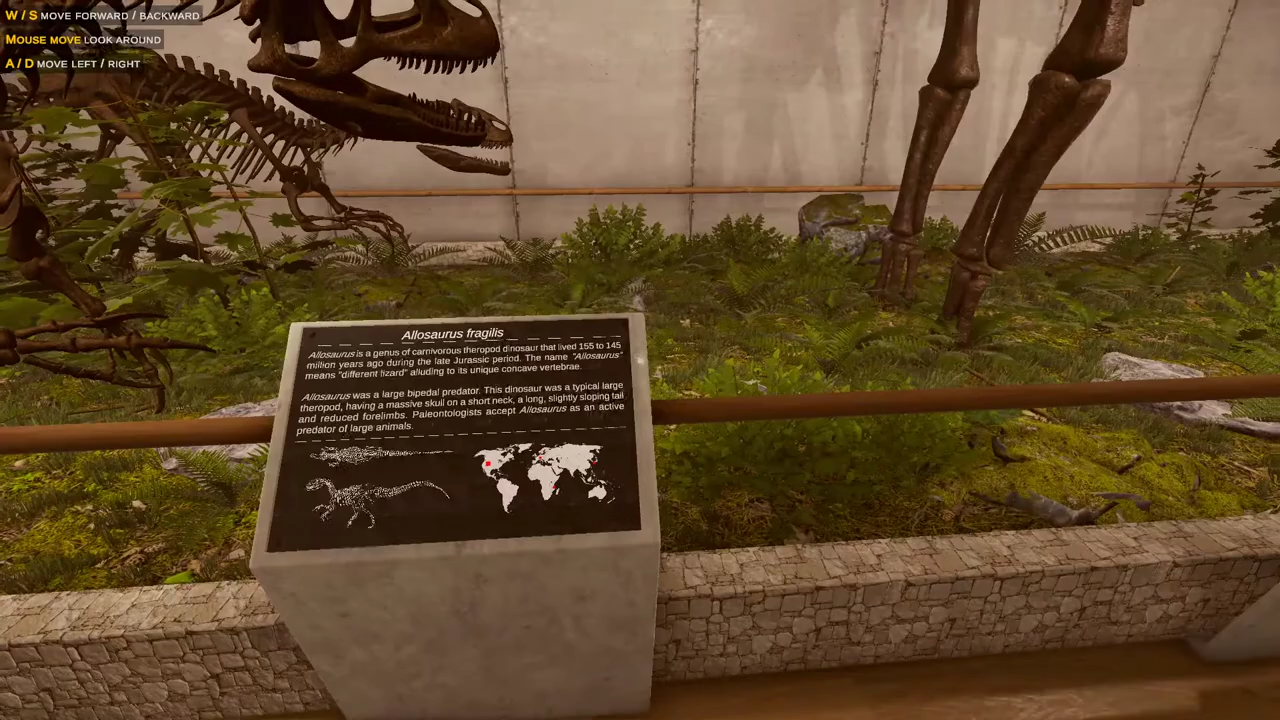 W / S MOVE FORWARD / BACKWARD
MOUSE MOVE LOOK AROUND
A / D MOVE LEFT / RIGHT
Allosaurus fragilis
Allosaurus is a genus of carnivorous theropod dinosaur that lived 155 to 145
million years ago during the late Jurassic period. The name "Allosaurus"
means "different lizard" alluding to its unique concave vertebrae.
Allosaurus was a large bipedal predator. This dinosaur was a typical large
theropod, having a massive skull on a short neck, a long, slightly sloping tail
and reduced forelimbs. Paleontologists accept Allosaurus as an active
predator of large animals.